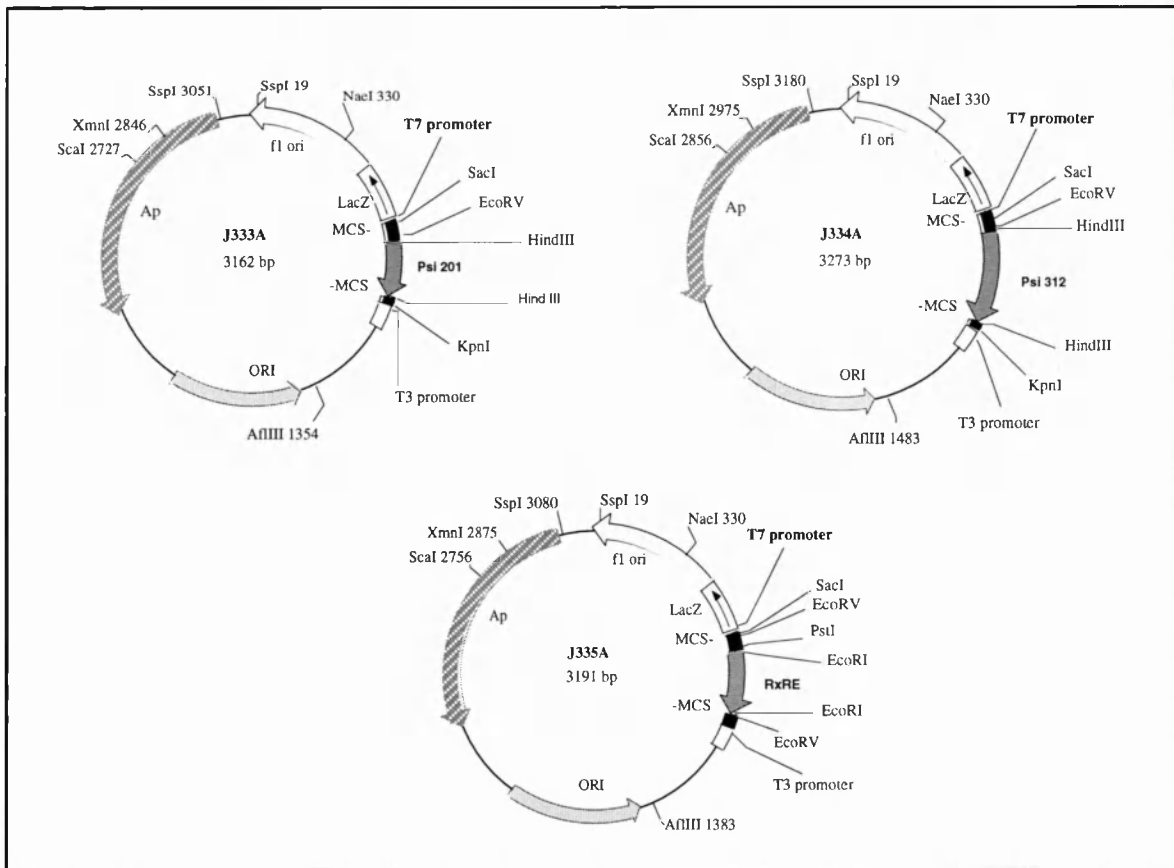 SspI 3051
SspI 19
NaeI 330
XmnI 2846
ScaI 2727
f1 ori
T7 promoter
SacI
LacZ
EcoRV
Ap
MCS-
J333A
3162 bp
HindIII
Psi 201
-MCS
Hind III
KpnI
ORI
T3 promoter
AflIII 1354
SspI 3180
SspI 19
NaeI 330
XmnI 2975
ScaI 2856
f1 ori
T7 promoter
SacI
LacZ
EcoRV
MCS-
Ap
HindIII
J334A
3273 bp
Psi 312
-MCS
HindIII
KpnI
ORI
T3 promoter
AflIII 1483
SspI 3080
SspI 19
NaeI 330
XmnI 2875
ScaI 2756
f1 ori
T7 promoter
SacI
EcoRV
LacZ
Ap
MCS-
PstI
J335A
3191 bp
EcoRI
RxRE
-MCS
EcoRI
EcoRV
T3 promoter
ORI
AflIII 1383